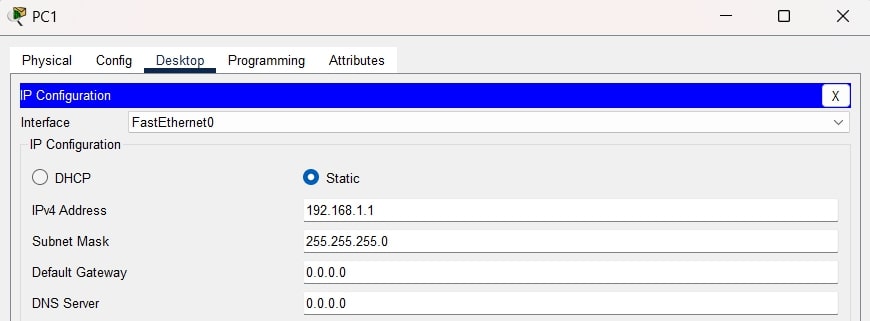 PC1
Physical Config Desktop Programming Attributes
IP Configuration X
Interface FastEthernet0
IP Configuration
DHCP Static
IPv4 Address 192.168.1.1
Subnet Mask 255.255.255.0
Default Gateway 0.0.0.0
DNS Server 0.0.0.0